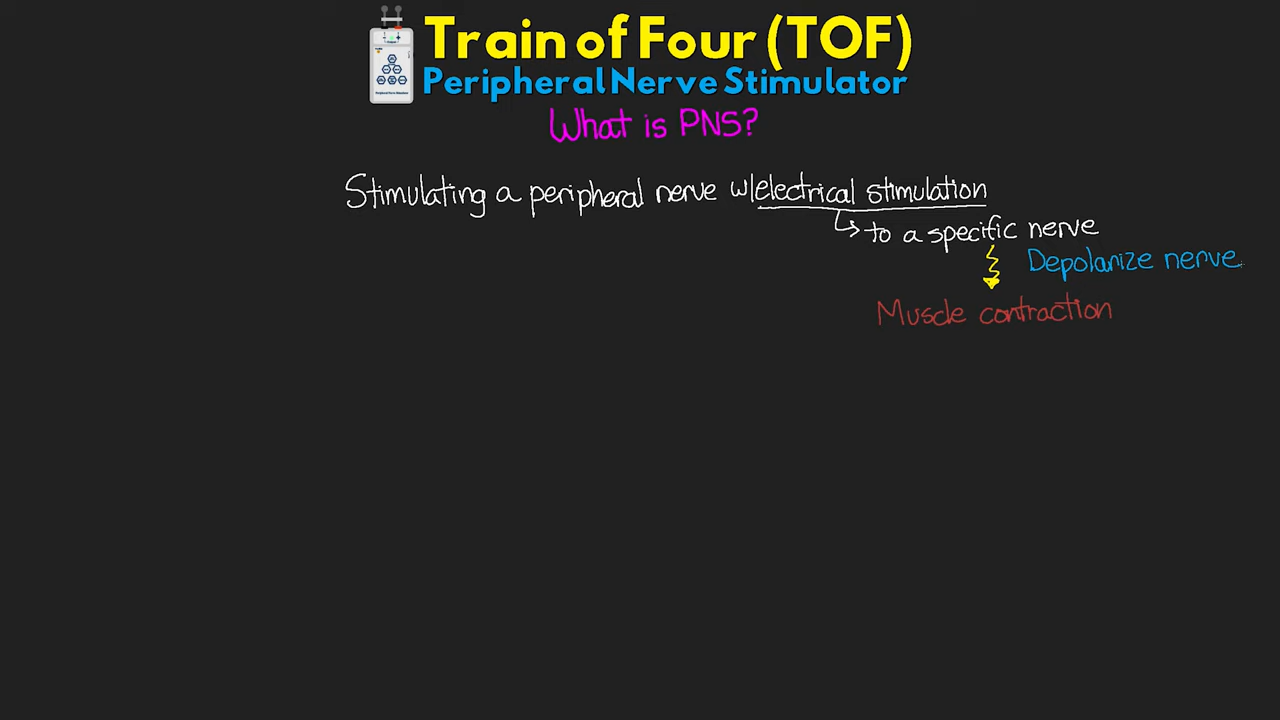 Train of Four (TOF)
Peripheral Nerve Stimulator
What is PNS?
Stimulating a peripheral nerve w/electrical stimulation
to a specific nerve
Depolarize nerve
Muscle contraction